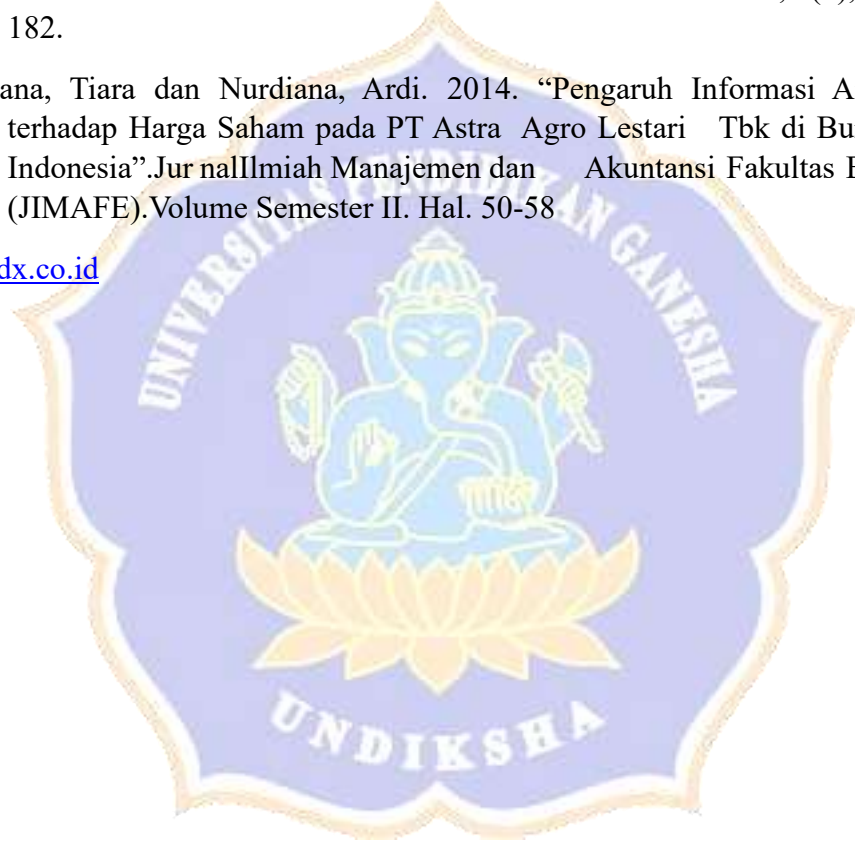 182.
ana, Tiara dan Nurdiana, Ardi. 2014. “Pengaruh Informasi A
terhadap Harga Saham pada PT Astra Agro Lestari Tbk di Bu
Indonesia”.Jur nalIlmiah Manajemen dan Akuntansi Fakultas
(JIMAFE).Volume Semester II. Hal. 50-58
dx.co.id
UNIVERSITAS PENDIDIKAN GANESHA
UNDIKSHA